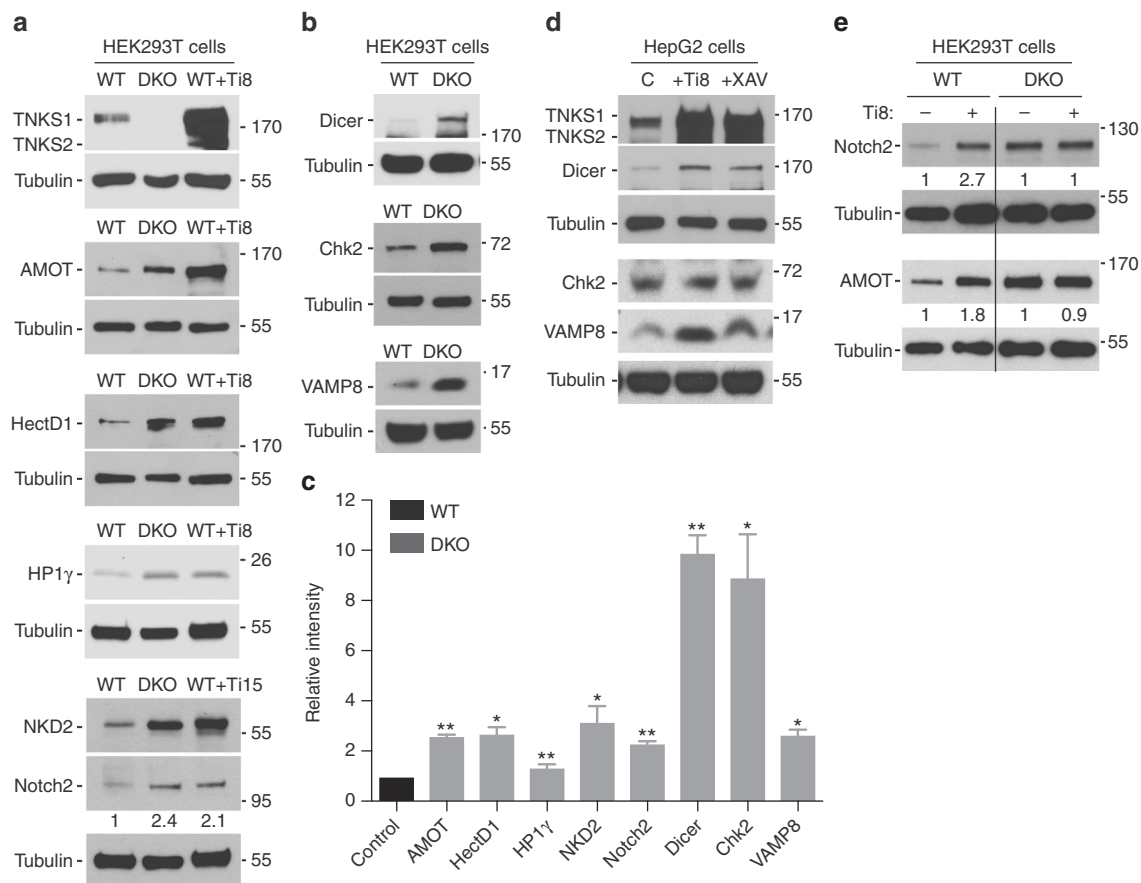 a
HEK293T cells
WT DKO WT+Ti8
TNKS1
TNKS2
- 170
Tubulin - - 55
WT DKO WT+Ti8
- 170
AMOT -
Tubulin - - 55
WT DKO WT+Ti8
HectD1 -
- 170
Tubulin - - 55
WT DKO WT+Ti8
- 26
HP1γ -
- 55
Tubulin -
WT DKO WT+Ti15
NKD2 -
- 55
Notch2 -
- 95
1 2.4 2.1
Tubulin - - 55
b
HEK293T cells
WT DKO
Dicer -
- 170
Tubulin - - 55
WT DKO
Chk2 - - 72
Tubulin - - 55
WT DKO
- 17
VAMP8 -
Tubulin - - 55
c
WT
DKO
Relative intensity
12
10
8
6
4
2
0
** * ** * ** ** * *
Control
AMOT
HectD1
HP1γ
NKD2
Notch2
Dicer
Chk2
VAMP8
d
HepG2 cells
C +Ti8 +XAV
TNKS1
TNKS2
- 170
Dicer - - 170
Tubulin - - 55
Chk2 - - 72
- 17
VAMP8 -
Tubulin - - 55
e
HEK293T cells
WT DKO
Ti8: – + – +
- 130
Notch2 -
1 2.7 1 1
- 55
Tubulin -
- 170
AMOT -
1 1.8 1 0.9
- 55
Tubulin -